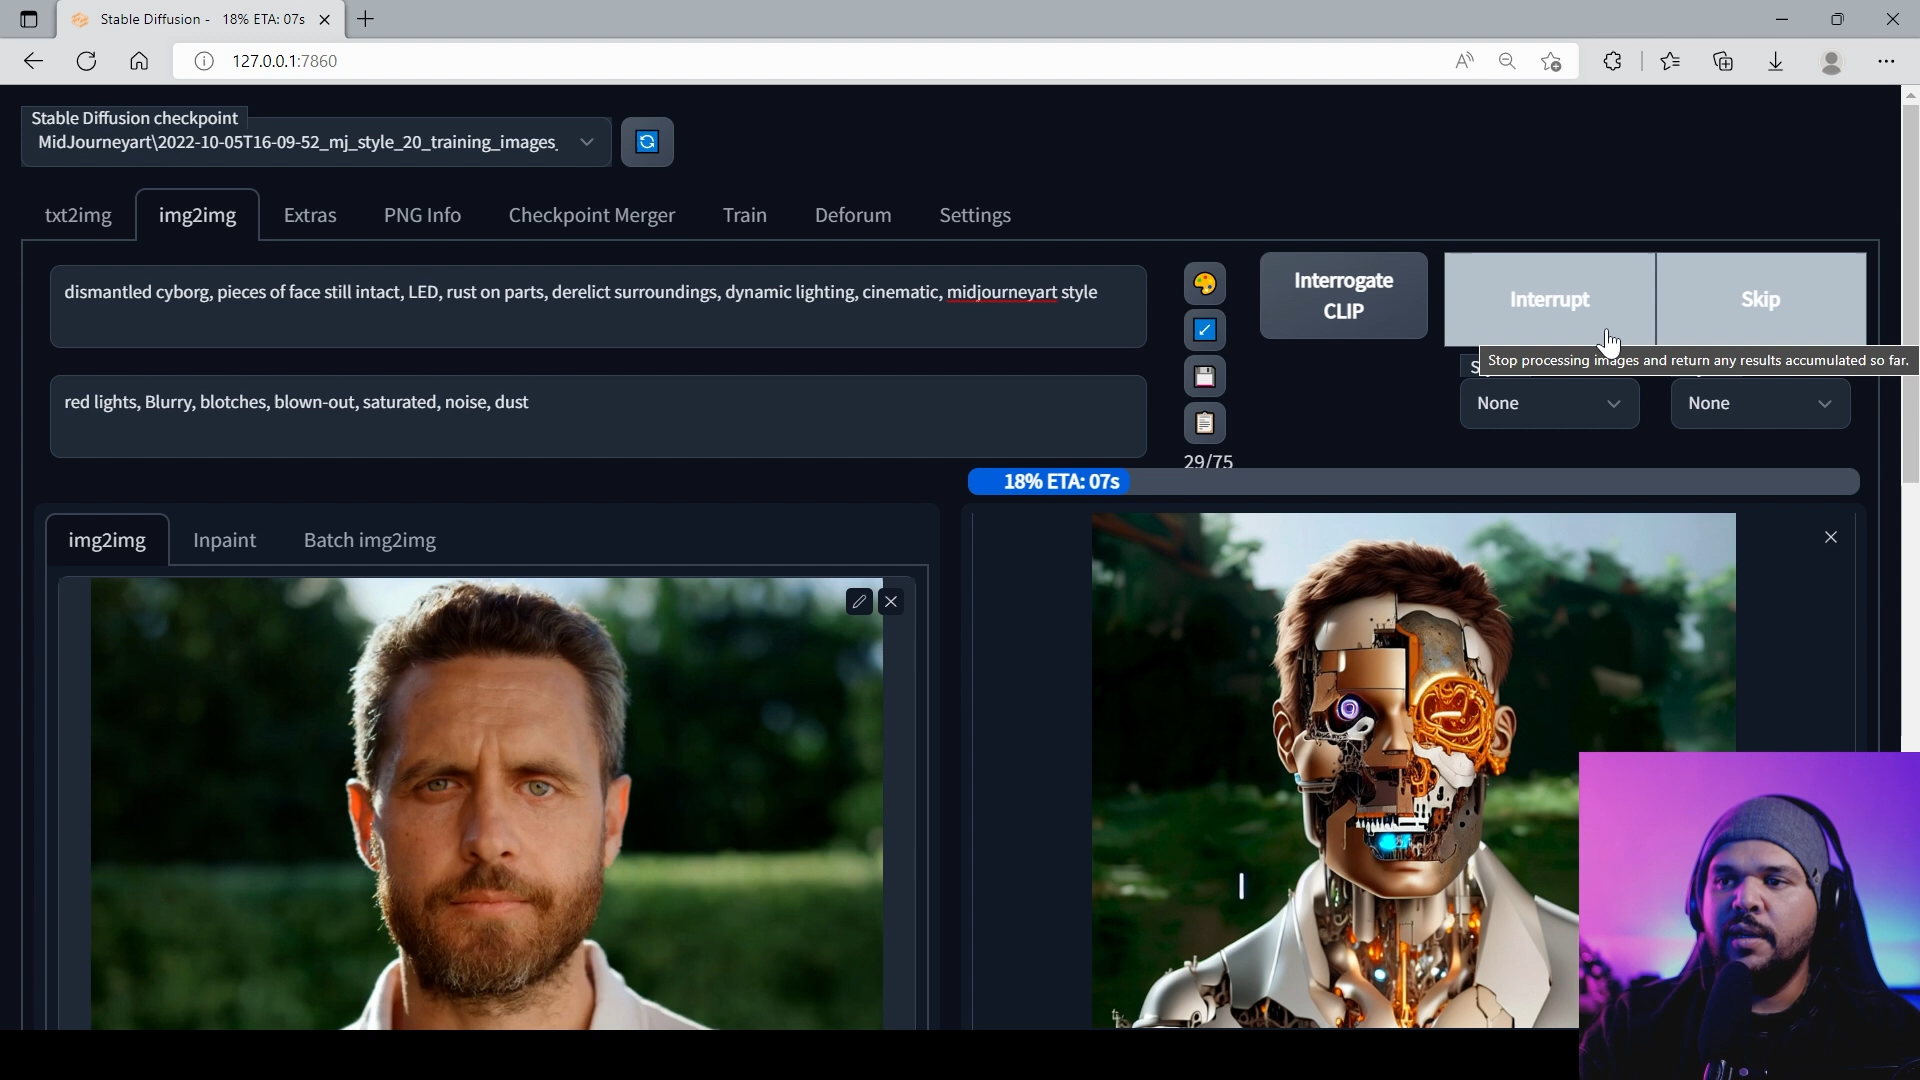 Stable Diffusion - 18% ETA: 07s
127.0.0.1:7860
Stable Diffusion checkpoint
MidJourneyart\2022-10-05T16-09-52_mj_style_20_training_images_
txt2img img2img Extras PNG Info Checkpoint Merger Train Deforum Settings
dismantled cyborg, pieces of face still intact, LED, rust on parts, derelict surroundings, dynamic lighting, cinematic, midjourneyart style
Interrogate
CLIP
Interrupt Skip
Stop processing images and return any results accumulated so far.
red lights, Blurry, blotches, blown-out, saturated, noise, dust
None None
29/75
18% ETA: 07s
img2img Inpaint Batch img2img